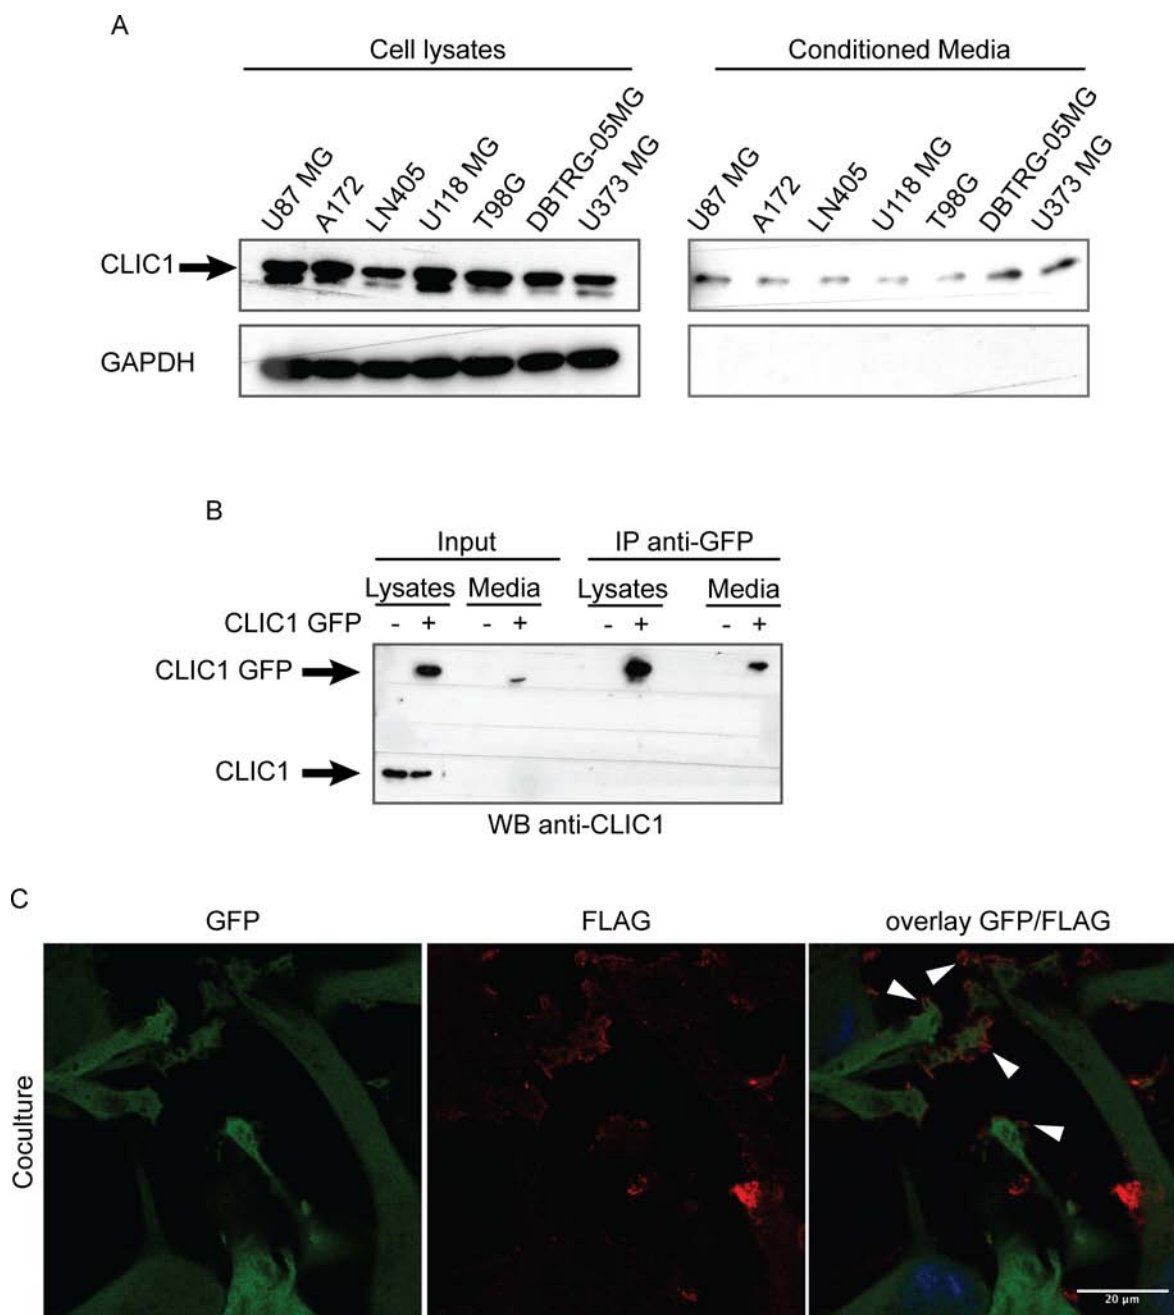 A
Cell lysates
Conditioned Media
U87 MG
A172
LN405
U118 MG
T98G
DBTRG-05MG
U373 MG
U87 MG
A172
LN405
U118 MG
T98G
DBTRG-05MG
U373 MG
CLIC1
GAPDH
B
Input
IP anti-GFP
Lysates
Media
Lysates
Media
CLIC1 GFP - + - + - + - +
CLIC1 GFP
CLIC1
WB anti-CLIC1
C
GFP
FLAG
overlay GFP/FLAG
Coculture
20 µm